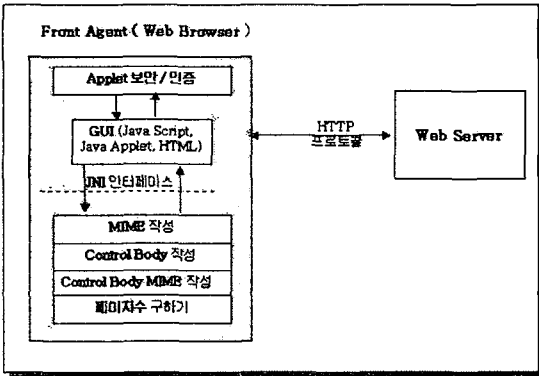 Front Agent ( Web Browser )
Applet 보안 / 인증
GUI (Java Script,
Java Applet, HTML)
JNI 인터페이스
MIME 작성
Control Body 작성
Control Body MIME 작성
페이지수 구하기
HTTP
프로토콜
Web Server